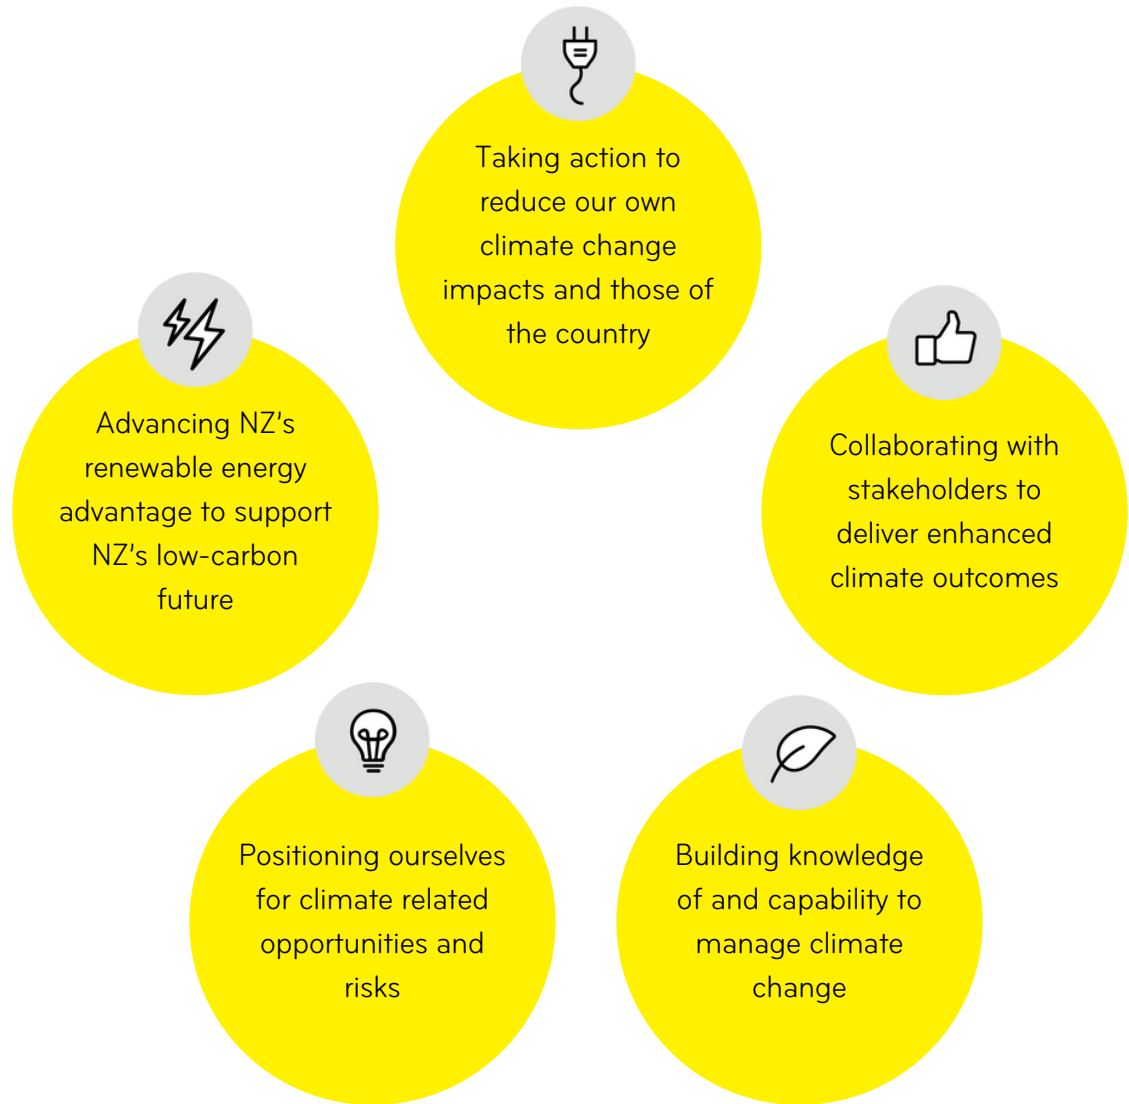 Taking action to
reduce our own
climate change
impacts and those of
the country
Advancing NZ's
renewable energy
advantage to support
NZ's low-carbon
future
Collaborating with
stakeholders to
deliver enhanced
climate outcomes
Positioning ourselves
for climate related
opportunities and
risks
Building knowledge
of and capability to
manage climate
change